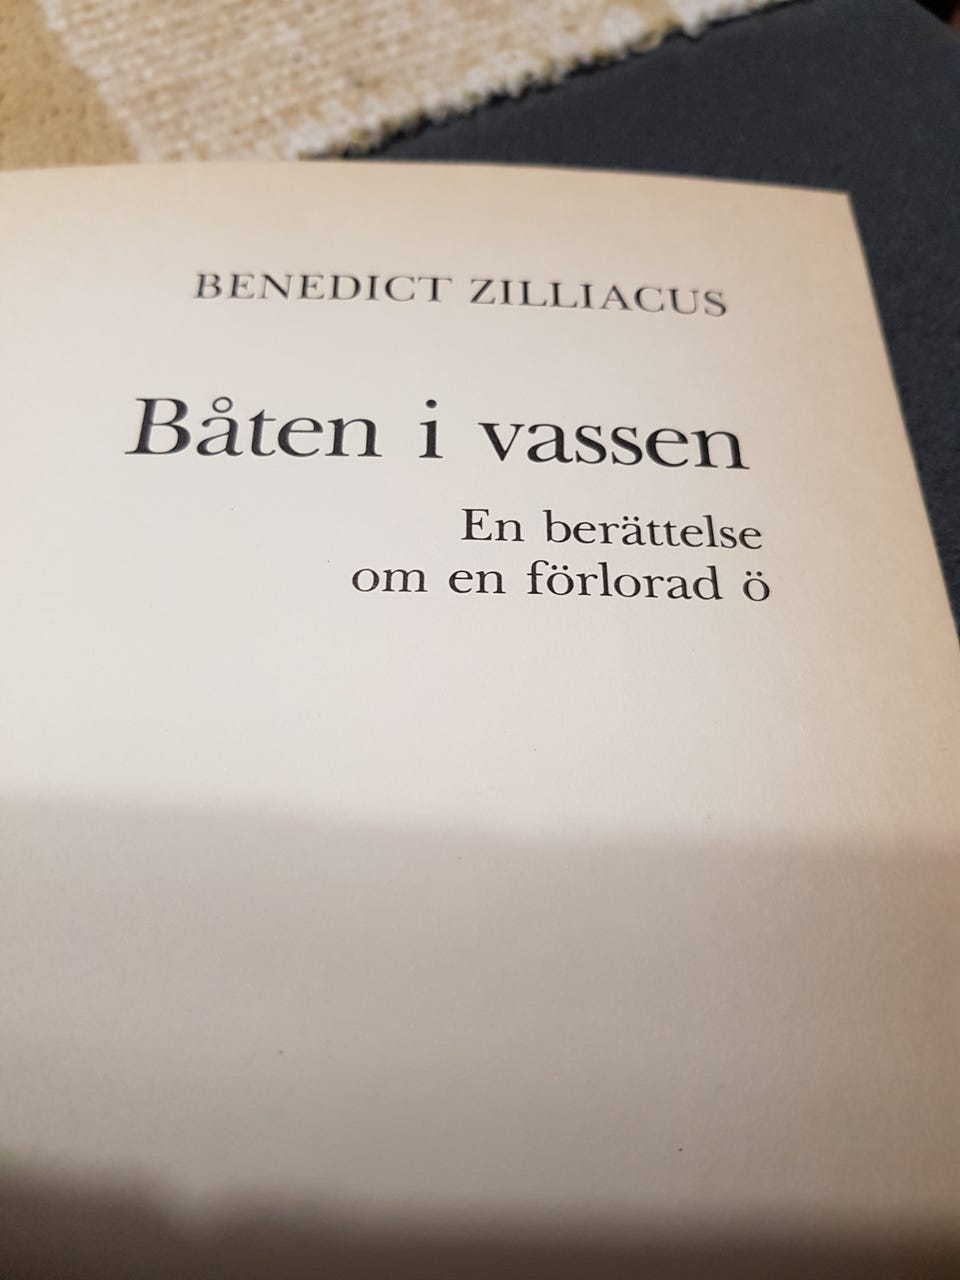 BENEDICT ZILLIACUS
Båten i vassen
En berättelse
om en förlorad ö